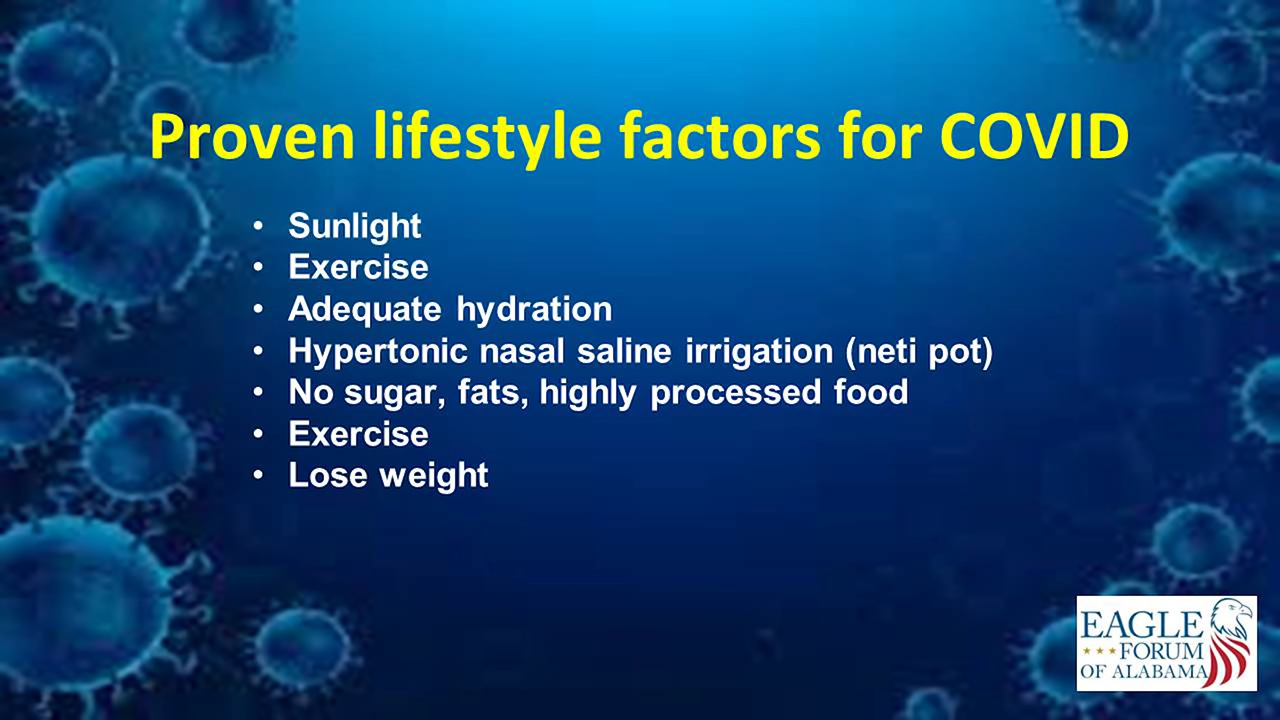 Proven lifestyle factors for COVID
• Sunlight
• Exercise
• Adequate hydration
• Hypertonic nasal saline irrigation (neti pot)
• No sugar, fats, highly processed food
• Exercise
• Lose weight
EAGLE
FORUM
OF ALABAMA